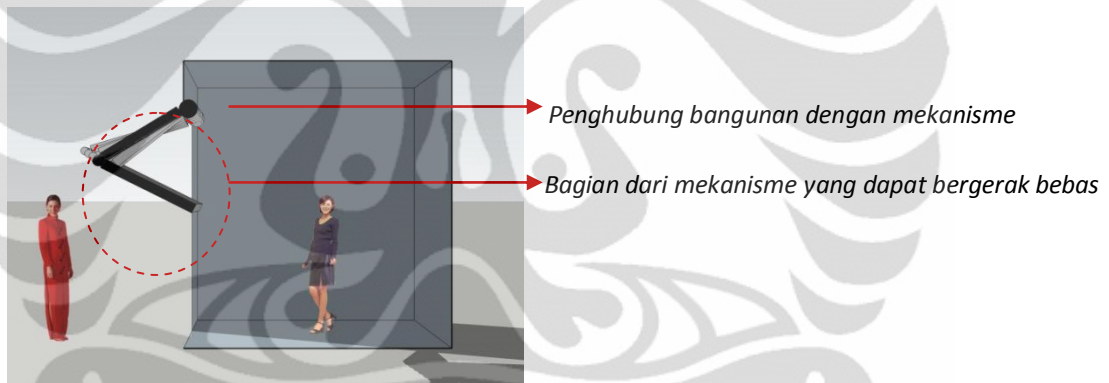 Penghubung bangunan dengan mekanisme
Bagian dari mekanisme yang dapat bergerak bebas